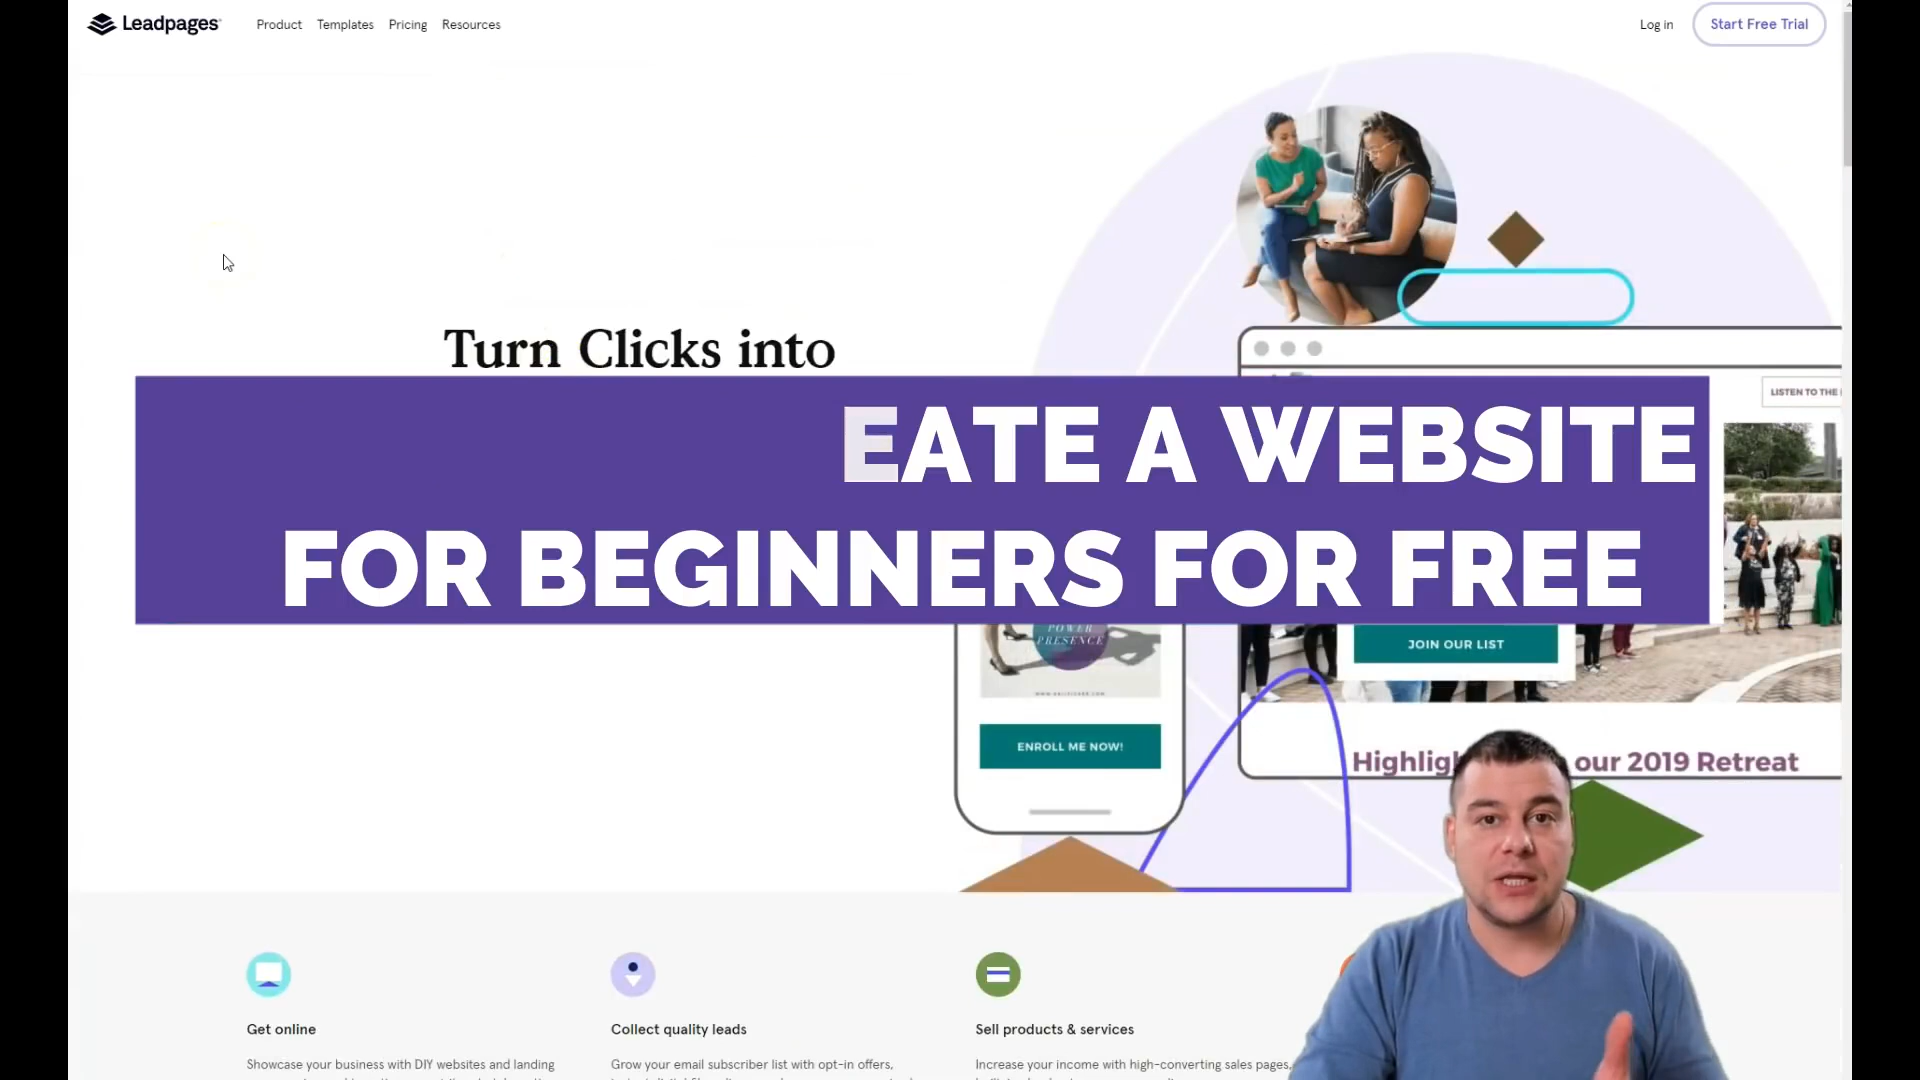 Leadpages
Product Templates Pricing Resources
Log in
Start Free Trial
Turn Clicks into
LISTEN TO THE
EATE A WEBSITE
FOR BEGINNERS FOR FREE
POWER
PRESENCE
JOIN OUR LIST
ENROLL ME NOW!
our 2019 Retreat
Get online
Collect quality leads
Sell products & services
Showcase your business with DIY websites and landing
Grow your email subscriber list with opt-in offers,
Increase your income with high-converting sales pages,